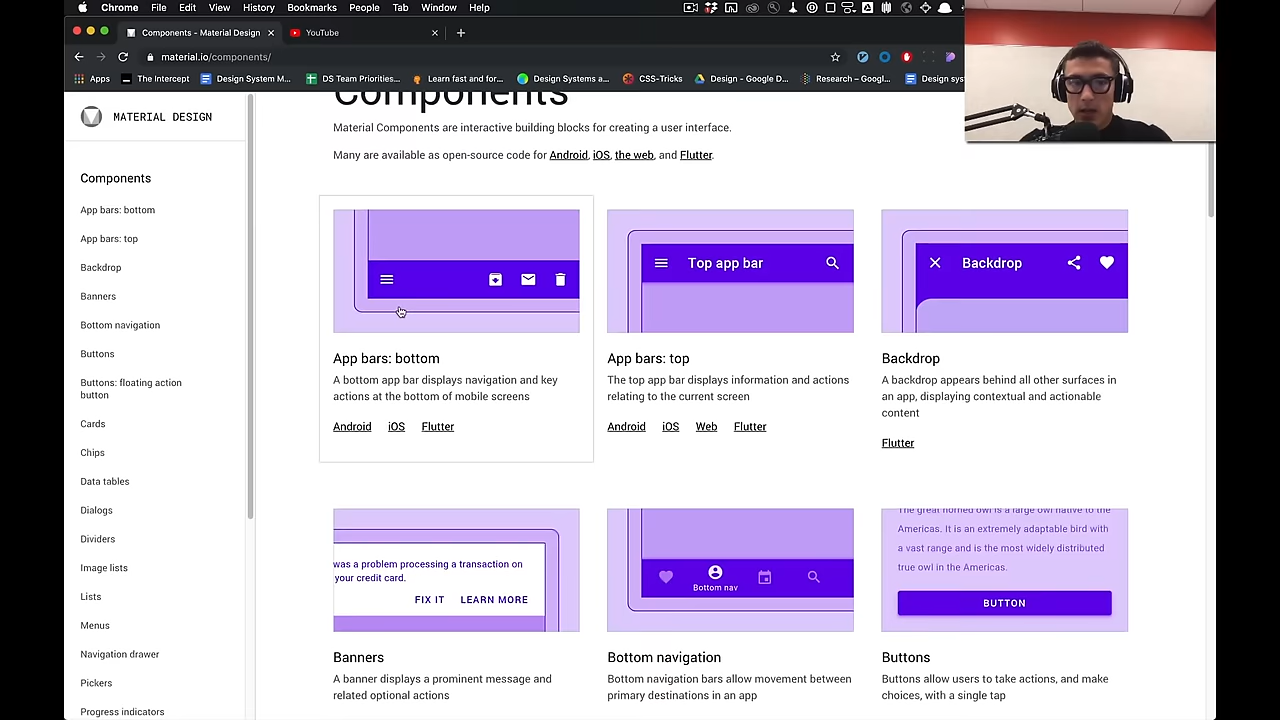 Chrome File Edit View History Bookmarks People Tab Window Help
Components - Material Design
YouTube
material.io/components/
Apps
The Intercept
Design System M...
DS Team Priorities...
Learn fast and for...
Design Systems a...
CSS-Tricks
Design - Google D...
Research – Googl...
Design sys
MATERIAL DESIGN
Components
App bars: bottom
App bars: top
Backdrop
Banners
Bottom navigation
Buttons
Buttons: floating action
button
Cards
Chips
Data tables
Dialogs
Dividers
Image lists
Lists
Menus
Navigation drawer
Pickers
Progress indicators
Components
Material Components are interactive building blocks for creating a user interface.
Many are available as open-source code for Android, iOS, the web, and Flutter.
App bars: bottom
A bottom app bar displays navigation and key
actions at the bottom of mobile screens
Android iOS Flutter
Top app bar
App bars: top
The top app bar displays information and actions
relating to the current screen
Android iOS Web Flutter
Backdrop
Backdrop
A backdrop appears behind all other surfaces in
an app, displaying contextual and actionable
content
Flutter
was a problem processing a transaction on
your credit card.
FIX IT LEARN MORE
Banners
A banner displays a prominent message and
related optional actions
Bottom nav
Bottom navigation
Bottom navigation bars allow movement between
primary destinations in an app
The great horned owl is a large owl native to the
Americas. It is an extremely adaptable bird with
a vast range and is the most widely distributed
true owl in the Americas.
BUTTON
Buttons
Buttons allow users to take actions, and make
choices, with a single tap